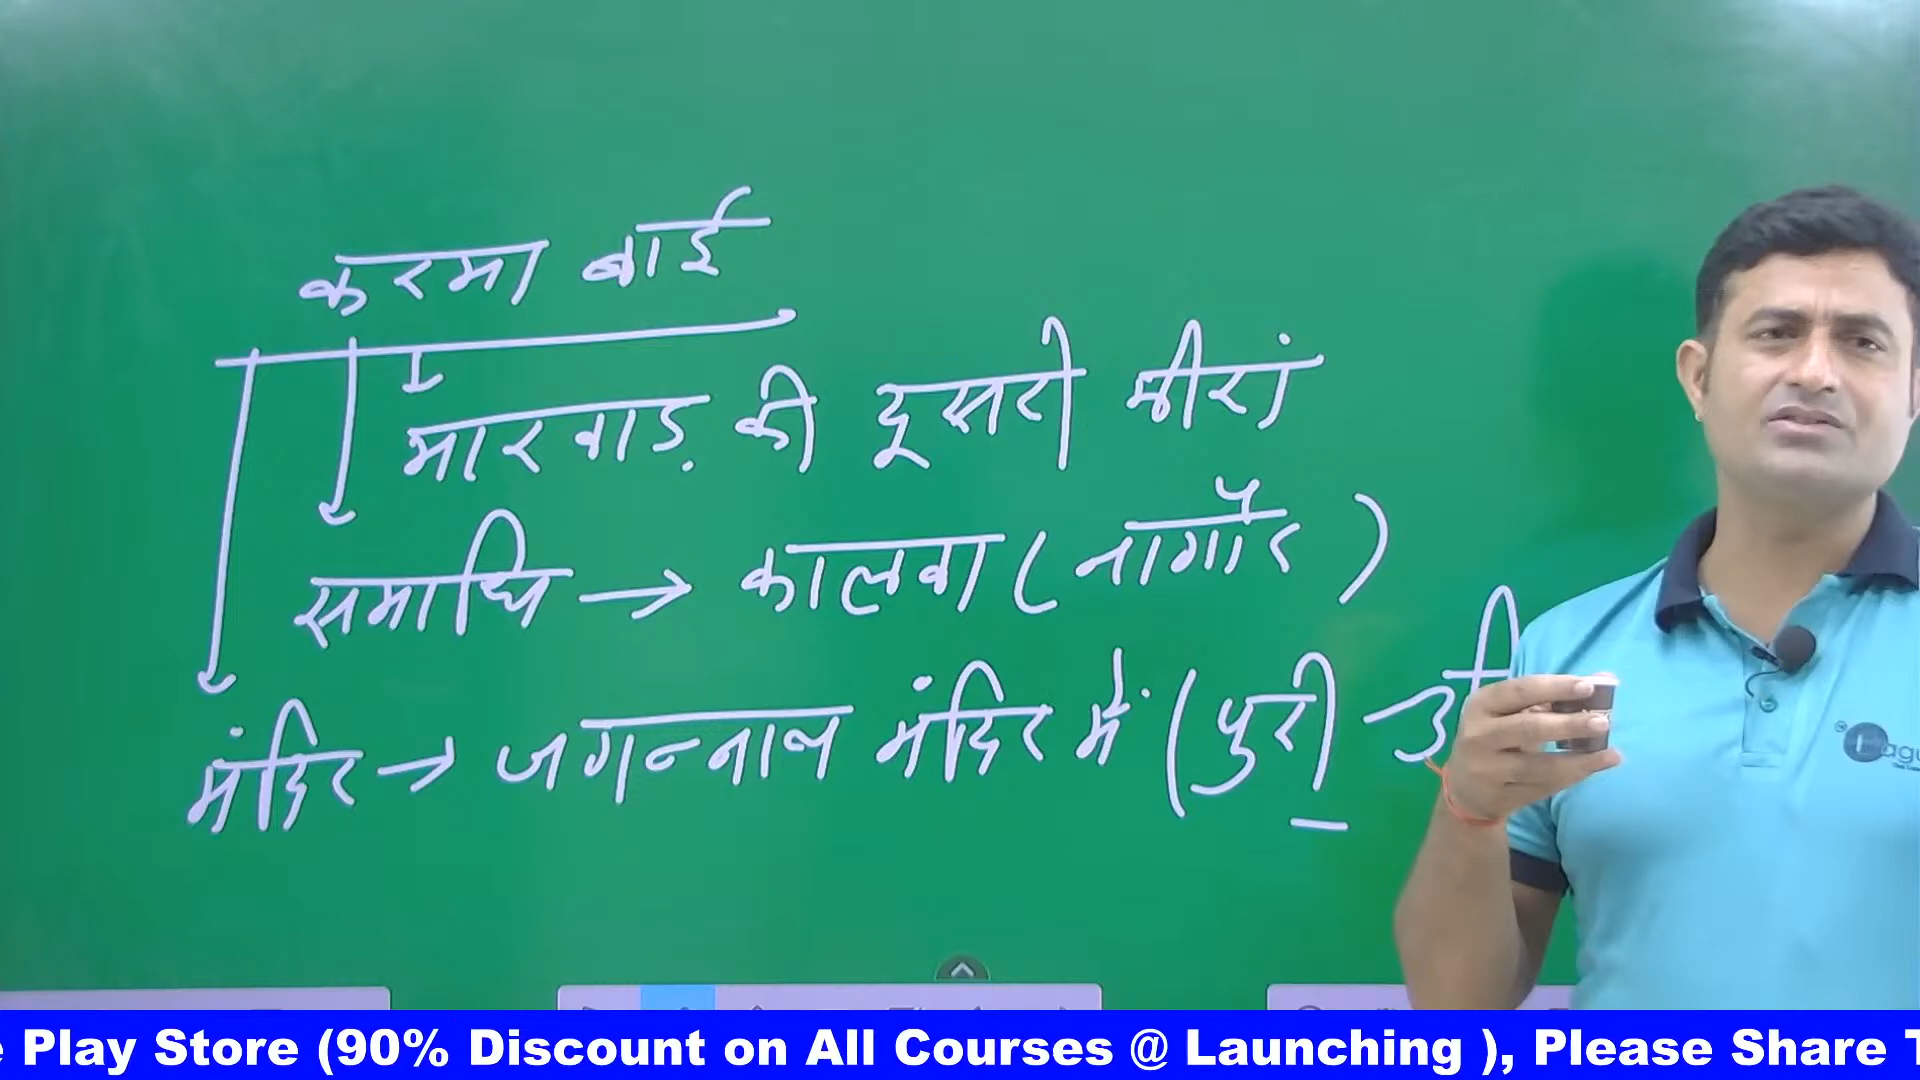 करमा बाई
मारवाड़ की दूसरी मीरां
समाधि → कालवा (नागौर)
मंदिर → जगन्नाथ मंदिर में (पुरी -
Play Store (90% Discount on All Courses @ Launching ), Please Share